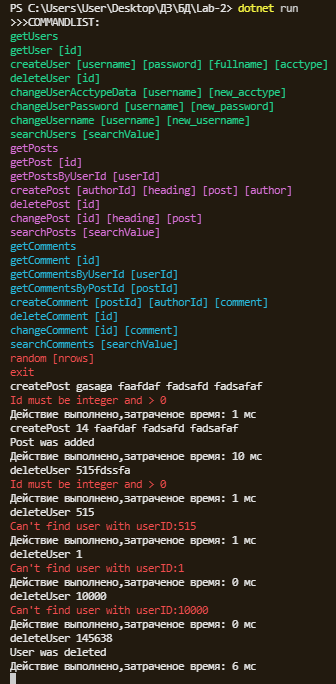 PS C:\Users\User\Desktop\ДЗ\БД\Lab-2> dotnet run
>>>COMMANDLIST:
getUsers
getUser [id]
createUser [username] [password] [fullname] [acctype]
deleteUser [id]
changeUserAcctypeData [username] [new_acctype]
changeUserPassword [username] [new_password]
changeUsername [username] [new_username]
searchUsers [searchValue]
getPosts
getPost [id]
getPostsByUserId [userId]
createPost [authorId] [heading] [post] [author]
deletePost [id]
changePost [id] [heading] [post]
searchPosts [searchValue]
getComments
getComment [id]
getCommentsByUserId [userId]
getCommentsByPostId [postId]
createComment [postId] [authorId] [comment]
deleteComment [id]
changeComment [id] [comment]
searchComments [searchValue]
random [nrows]
exit
createPost gasaga faafdaf fadsafd fadsafaf
Id must be integer and > 0
Действие выполнено,затраченое время: 1 мс
createPost 14 faafdaf fadsafd fadsafaf
Post was added
Действие выполнено,затраченое время: 10 мс
deleteUser 515fdssfa
Id must be integer and > 0
Действие выполнено,затраченое время: 1 мс
deleteUser 515
Can't find user with userID:515
Действие выполнено,затраченое время: 1 мс
deleteUser 1
Can't find user with userID:1
Действие выполнено,затраченое время: 0 мс
deleteUser 10000
Can't find user with userID:10000
Действие выполнено,затраченое время: 0 мс
deleteUser 145638
User was deleted
Действие выполнено,затраченое время: 6 мс